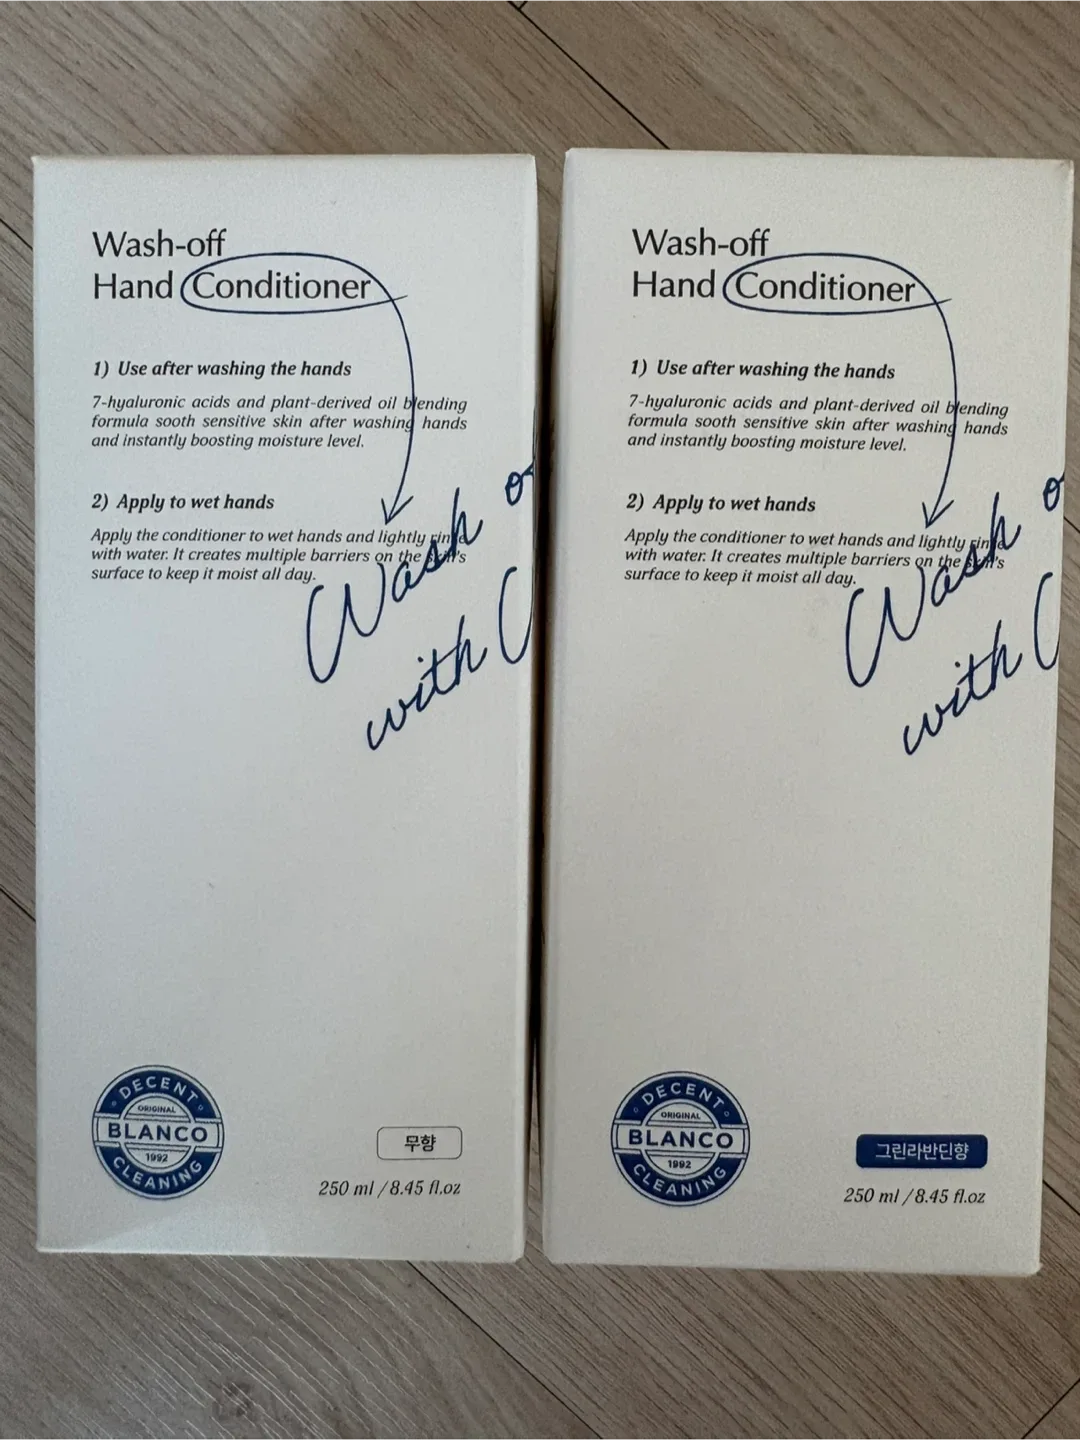 Wash-off
Hand Conditioner
1) Use after washing the hands
7-hyaluronic acids and plant-derived oil blending
formula sooth sensitive skin after washing hands
and instantly boosting moisture level.
2) Apply to wet hands
Apply the conditioner to wet hands and lightly rinse
with water. It creates multiple barriers on the skin's
surface to keep it moist all day.
Wash o
with C
DECENT
ORIGINAL
BLANCO
1992
CLEANING
무향
250 ml / 8.45 fl.oz
Wash-off
Hand Conditioner
1) Use after washing the hands
7-hyaluronic acids and plant-derived oil blending
formula sooth sensitive skin after washing hands
and instantly boosting moisture level.
2) Apply to wet hands
Apply the conditioner to wet hands and lightly rinse
with water. It creates multiple barriers on the skin's
surface to keep it moist all day.
Wash o
with C
DECENT
ORIGINAL
BLANCO
1992
CLEANING
그린라반딘향
250 ml / 8.45 fl.oz